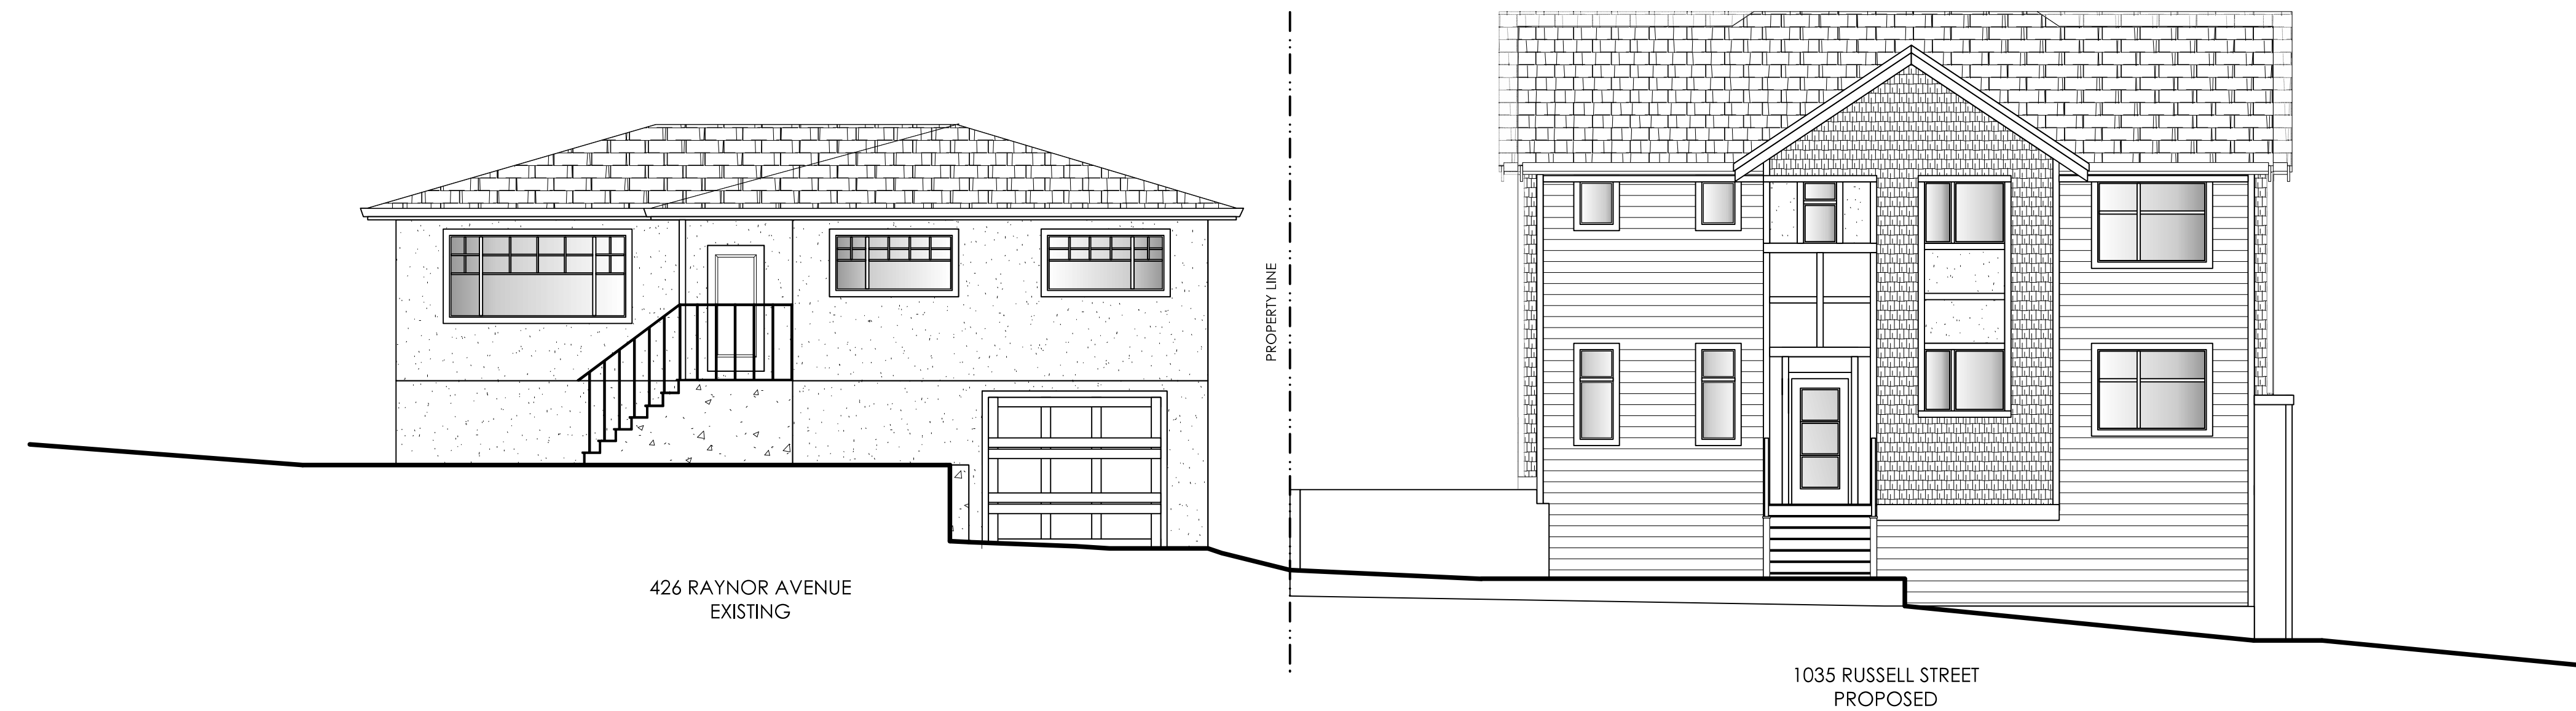 426 RAYNOR AVENUE
EXISTING
PROPERTY LINE
1035 RUSSELL STREET
PROPOSED